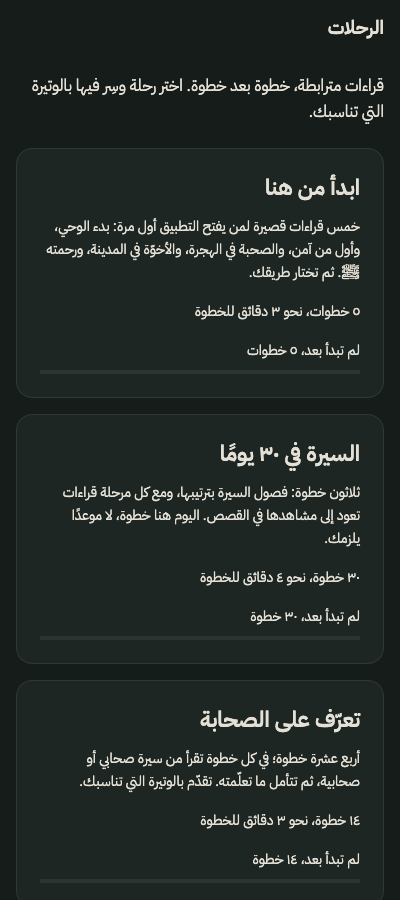 الرحلات
قراءات مترابطة، خطوة بعد خطوة. اختر رحلة وسِر فيها بالوتيرة
التي تناسبك.
ابدأ من هنا
خمس قراءات قصيرة لمن يفتح التطبيق أول مرة: بدء الوحي،
وأول من آمن، والصحبة في الهجرة، والأخوّة في المدينة، ورحمته
ﷺ. ثم تختار طريقك.
٥ خطوات، نحو ٣ دقائق للخطوة
لم تبدأ بعد، ٥ خطوات
السيرة في ٣٠ يومًا
ثلاثون خطوة: فصول السيرة بترتيبها، ومع كل مرحلة قراءات
تعود إلى مشاهدها في القصص. اليوم هنا خطوة، لا موعدًا
يلزمك.
٣٠ خطوة، نحو ٤ دقائق للخطوة
لم تبدأ بعد، ٣٠ خطوة
تعرّف على الصحابة
أربع عشرة خطوة؛ في كل خطوة تقرأ من سيرة صحابي أو
صحابية، ثم تتأمل ما تعلّمته. تقدّم بالوتيرة التي تناسبك.
١٤ خطوة، نحو ٣ دقائق للخطوة
لم تبدأ بعد، ١٤ خطوة